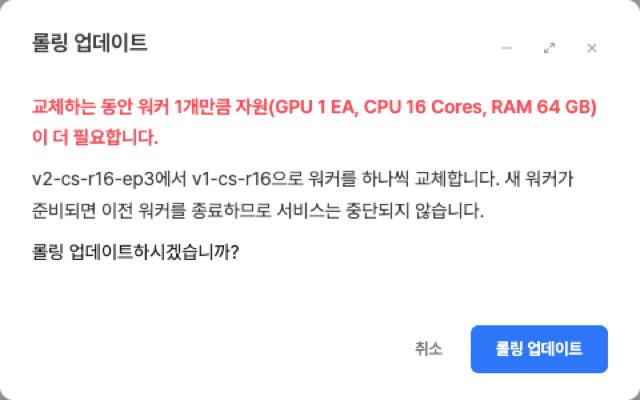 롤링 업데이트
교체하는 동안 워커 1개만큼 자원(GPU 1 EA, CPU 16 Cores, RAM 64 GB)
이 더 필요합니다.
v2-cs-r16-ep3에서 v1-cs-r16으로 워커를 하나씩 교체합니다. 새 워커가
준비되면 이전 워커를 종료하므로 서비스는 중단되지 않습니다.
롤링 업데이트하시겠습니까?
취소
롤링 업데이트